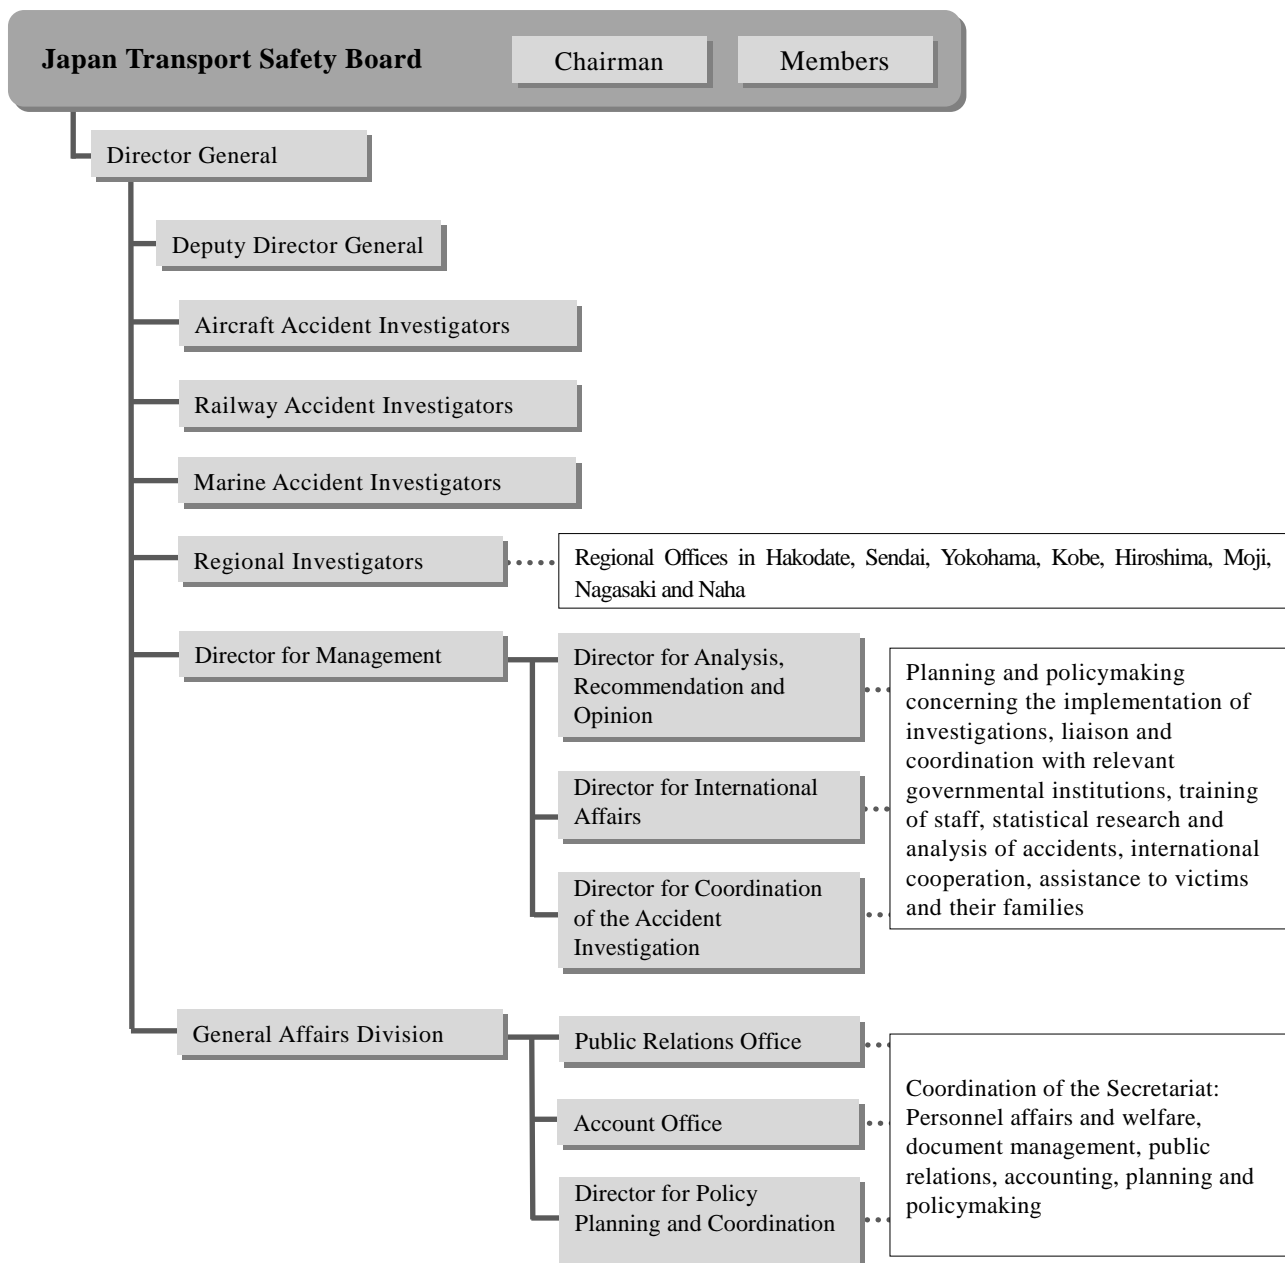 Japan Transport Safety Board
Chairman
Members
Director General
Deputy Director General
Aircraft Accident Investigators
Railway Accident Investigators
Marine Accident Investigators
Regional Investigators
Regional Offices in Hakodate, Sendai, Yokohama, Kobe, Hiroshima, Moji,
Nagasaki and Naha
Director for Management
Director for Analysis,
Recommendation and
Opinion
Director for International
Affairs
Director for Coordination
of the Accident
Investigation
Planning and policymaking
concerning the implementation of
investigations, liaison and
coordination with relevant
governmental institutions, training
of staff, statistical research and
analysis of accidents, international
cooperation, assistance to victims
and their families
General Affairs Division
Public Relations Office
Account Office
Director for Policy
Planning and Coordination
Coordination of the Secretariat:
Personnel affairs and welfare,
document management, public
relations, accounting, planning and
policymaking